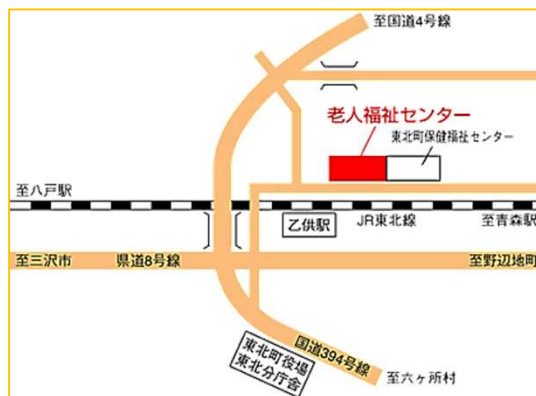 至国道4号線
老人福祉センター
東北町保健福祉センター
至八戸駅
乙供駅
JR東北線
至青森駅
至三沢市
県道8号線
至野辺地町
国道394号線
東北町役場
東北分庁舎
至六ヶ所村